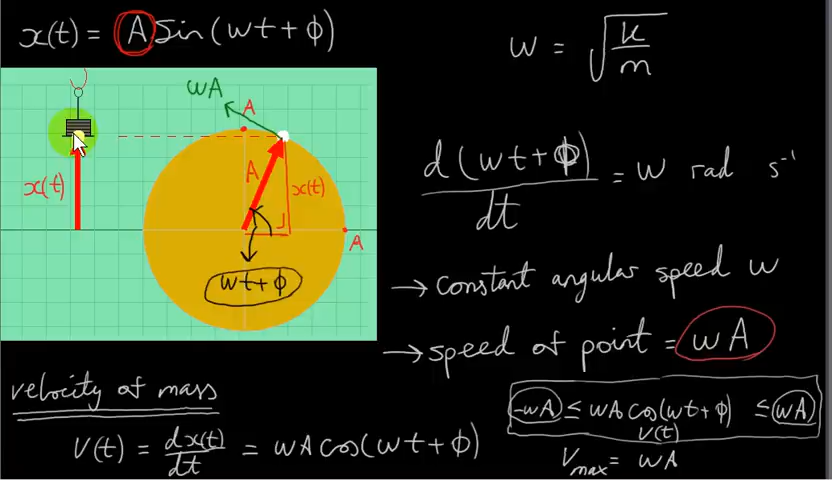 x(t) = A Sin(wt+ϕ)
w = √(k/m)
wA
A
A
x(t)
x(t)
A
wt+ϕ
d(wt+ϕ)/dt = w rad s⁻¹
→ constant angular speed w
→ speed of point = wA
velocity of mass
V(t) = dx(t)/dt = wA cos(wt+ϕ)
-wA ≤ wA cos(wt+ϕ) ≤ wA
V(t)
Vmax = wA